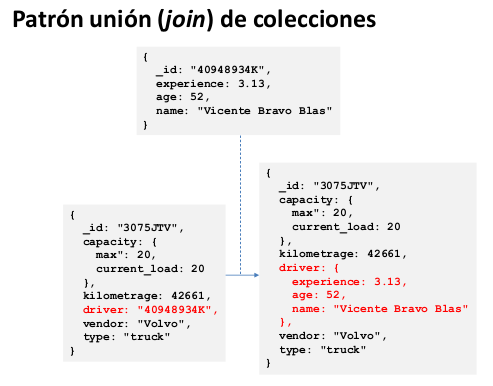 Patrón unión (join) de colecciones
{
_id: "40948934K",
experience: 3.13,
age: 52,
name: "Vicente Bravo Blas"
}
{
_id: "3075JTV",
capacity: {
max": 20,
current_load: 20
},
kilometrage: 42661,
driver: "40948934K",
vendor: "Volvo",
type: "truck"
}
{
_id: "3075JTV",
capacity: {
max": 20,
current_load: 20
},
kilometrage: 42661,
driver: {
experience: 3.13,
age: 52,
name: "Vicente Bravo Blas"
},
vendor: "Volvo",
type: "truck"
}